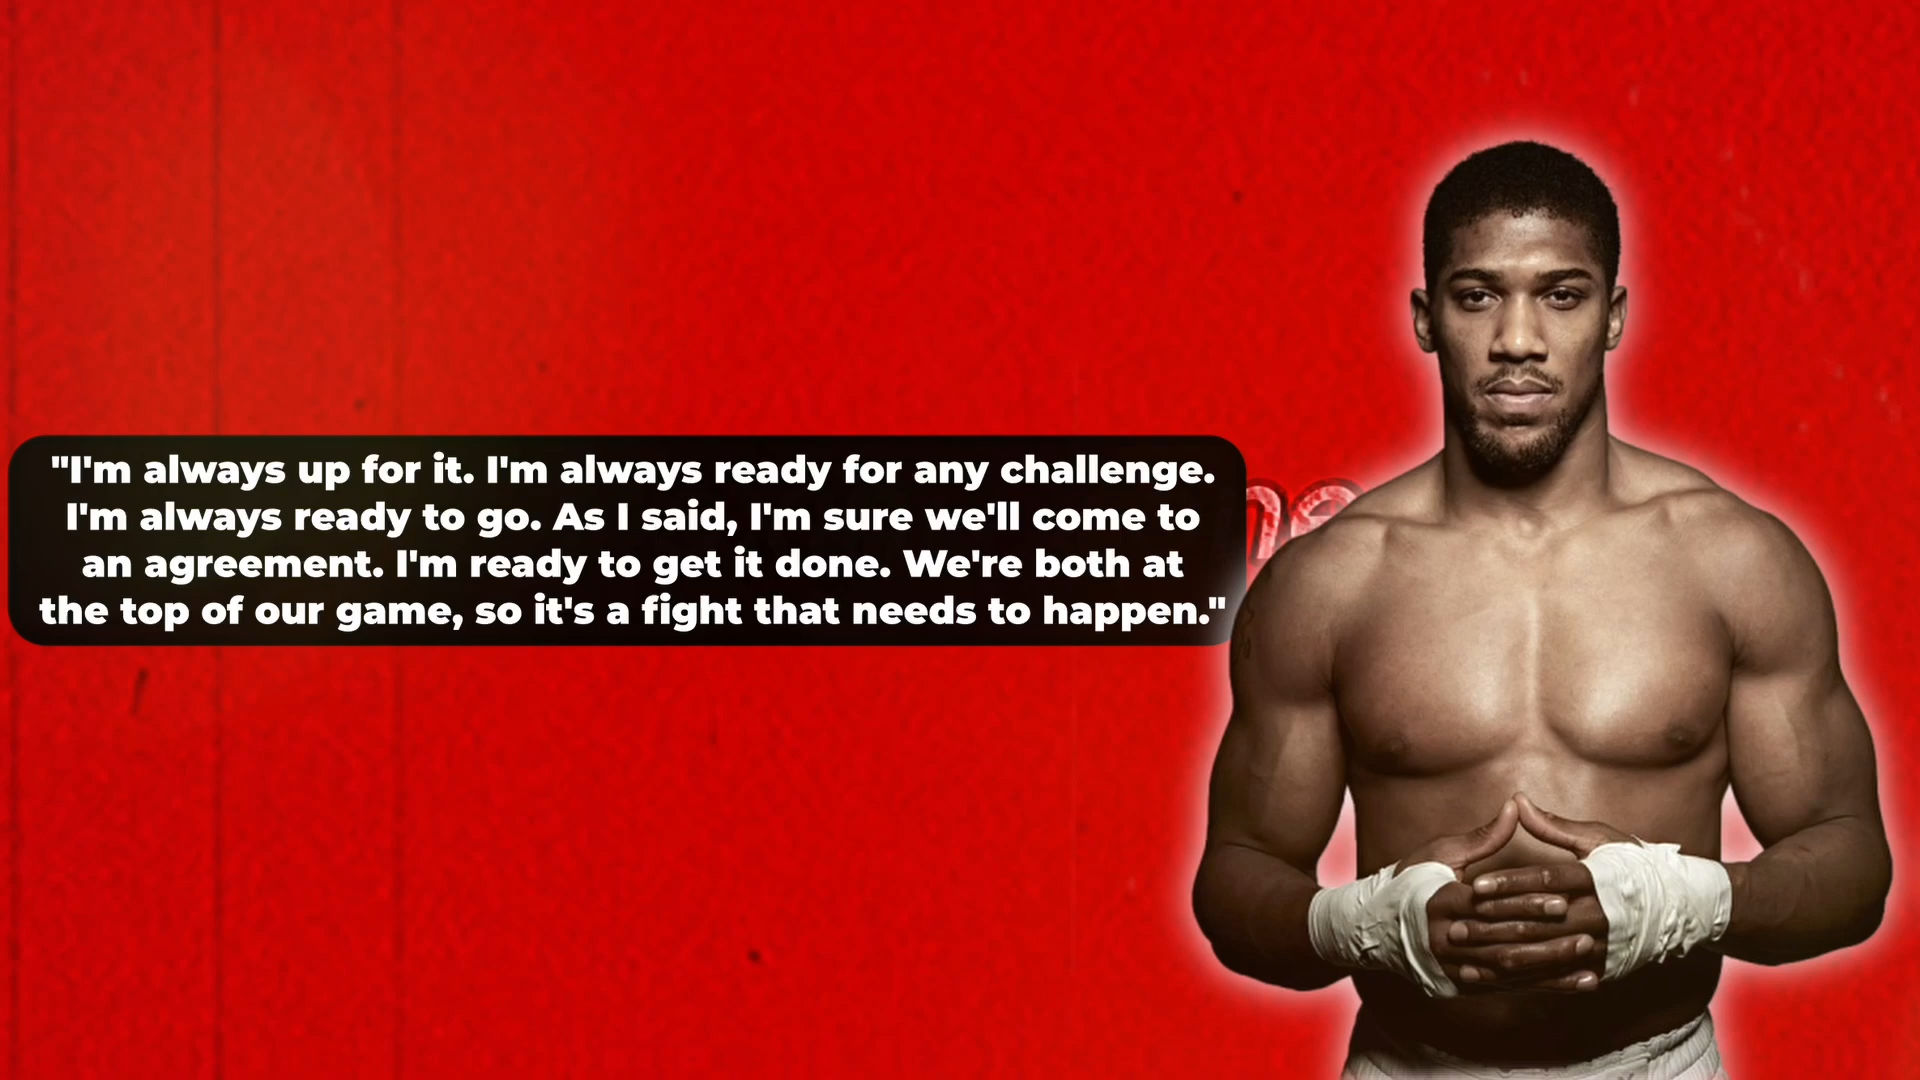 "I'm always up for it. I'm always ready for any challenge.
I'm always ready to go. As I said, I'm sure we'll come to
an agreement. I'm ready to get it done. We're both at
the top of our game, so it's a fight that needs to happen."